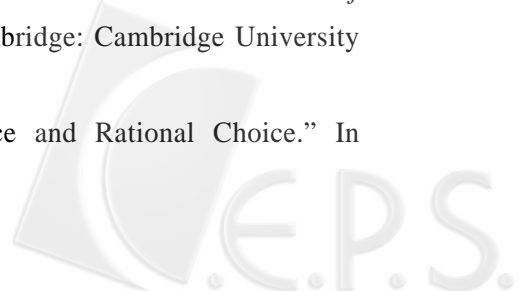 bridge: Cambridge University
ce and Rational Choice.” In
C.E.P.S.